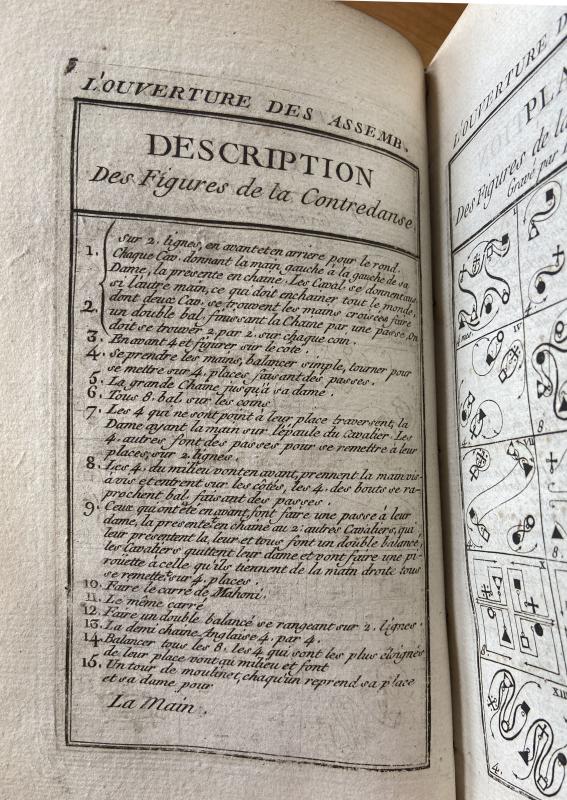 L'OUVERTURE DES ASSEMB.
DESCRIPTION
Des Figures de la Contredanse.
1. Sur 2. lignes, en avant et en arriere pour le rond.
Chaque Cav. donnant la main gauche à la gauche de sa
Dame, la présente en chaine. Les Caval. se donnent aus
si l'autre main, ce qui doit enchainer tout le monde,
dont deux Cav. se trouvent les mains croisées, faire
2. un double bal. finissant la Chaine par une passe. On
doit se trouver 2 par 2. sur chaque coin.
3. En avant 4 et figurer sur le côté.
4. Se prendre les mains, balancer simple, tourner pour
se mettre sur 4. places faisant des passes.
5. La grande Chaine jusqu'à sa dame.
6. Tous 8. bal. sur les coins
7. Les 4 qui ne sont point à leur place traversent, la
Dame ayant la main sur l'épaule du Cavalier. Les
4. autres font des passes pour se remettre à leur
places, sur 2. lignes.
8. Les 4. du milieu vont en avant, prennent la main vis
à vis et entrent sur les côtés, les 4. des bouts se ra-
prochent bal. faisant des passes.
9. Ceux qui ont été en avant, font faire une passe à leur
dame, la presente en chaine au 2: autres Cavaliers, qui
leur présentent la leur et tous font un double balancé,
les Cavaliers quittent leur dame et vont faire une pi-
rouette a celle qu'ils tiennent de la main droite tous
se remette sur 4. places.
10. Faire le carré de Mahoni.
11. Le même carré
12. Faire un double balancé se rangeant sur 2. lignes.
13. La demi chaine Anglaise 4. par 4.
14. Balancer tous les 8. les 4 qui sont les plus éloignés
de leur place vont au milieu et font
15. Un tour de moulinet, chaqu'un reprend sa place
et sa dame pour
La Main.
L'OUVERTURE D
PLA
Des Figures de la
Gravé par